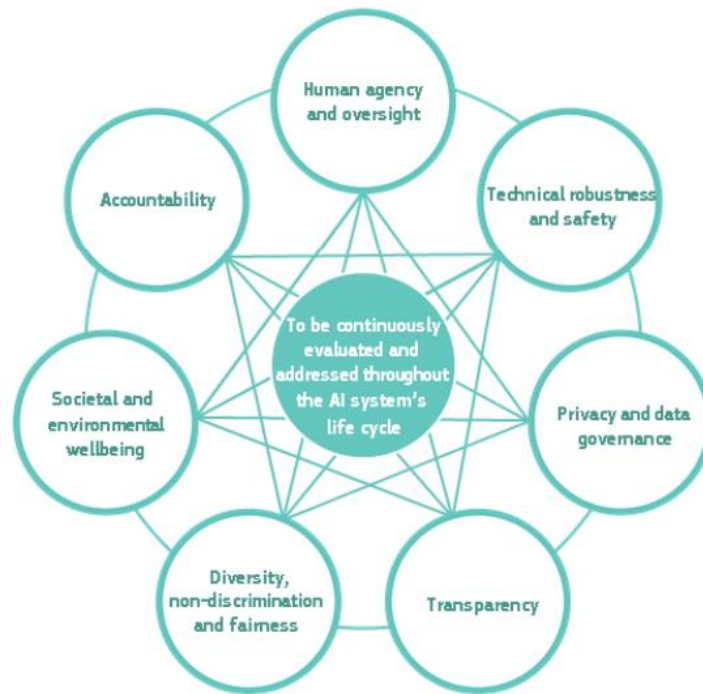 Human agency
and oversight
Technical robustness
and safety
Privacy and data
governance
Transparency
Diversity,
non-discrimination
and fairness
Societal and
environmental
wellbeing
Accountability
To be continuously
evaluated and
addressed throughout
the AI system's
life cycle